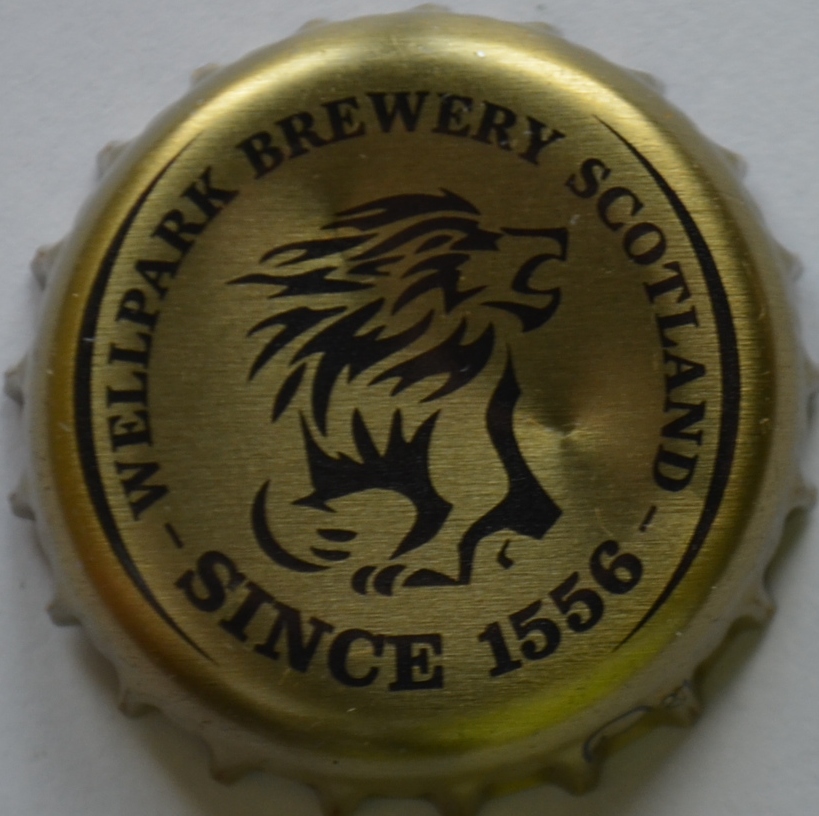 WELLPARK BREWERY SCOTLAND
- SINCE 1556 -